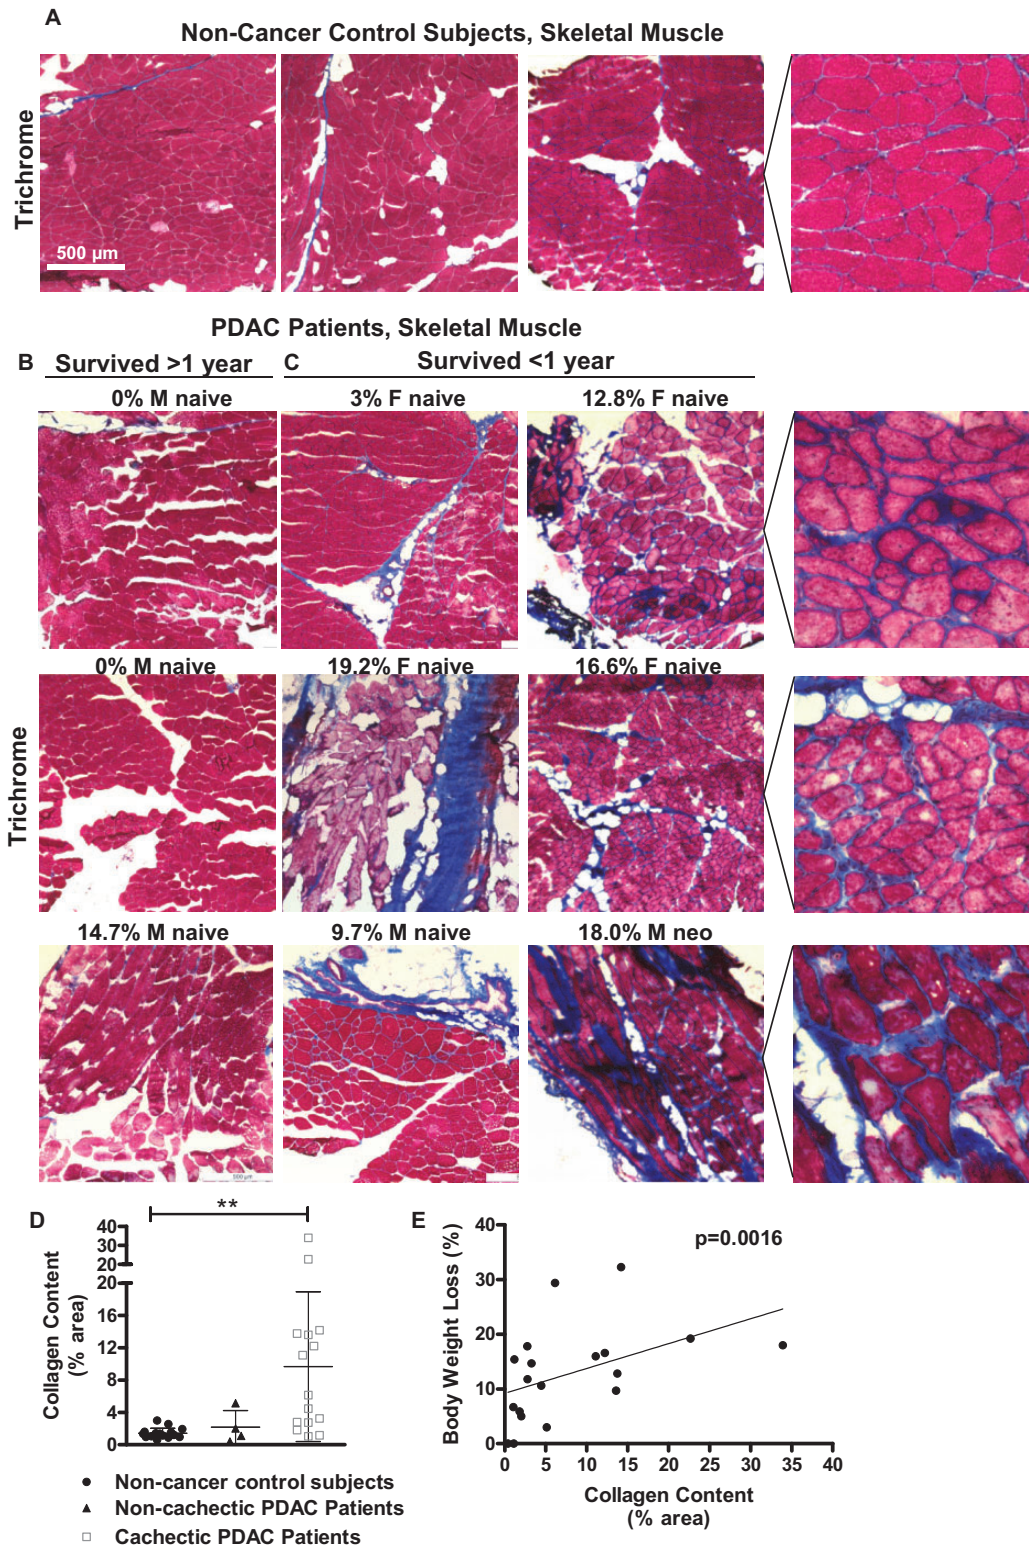 A
Non-Cancer Control Subjects, Skeletal Muscle
Trichrome
500 µm
PDAC Patients, Skeletal Muscle
B
Survived >1 year
C
Survived <1 year
0% M naive
3% F naive
12.8% F naive
0% M naive
19.2% F naive
16.6% F naive
Trichrome
14.7% M naive
9.7% M naive
18.0% M neo
500 µm
D
**
Collagen Content
(% area)
40
30
20
20
16
12
8
4
0
Non-cancer control subjects
Non-cachectic PDAC Patients
Cachectic PDAC Patients
E
p=0.0016
Body Weight Loss (%)
40
30
20
10
0
0 5 10 15 20 25 30 35 40
Collagen Content
(% area)